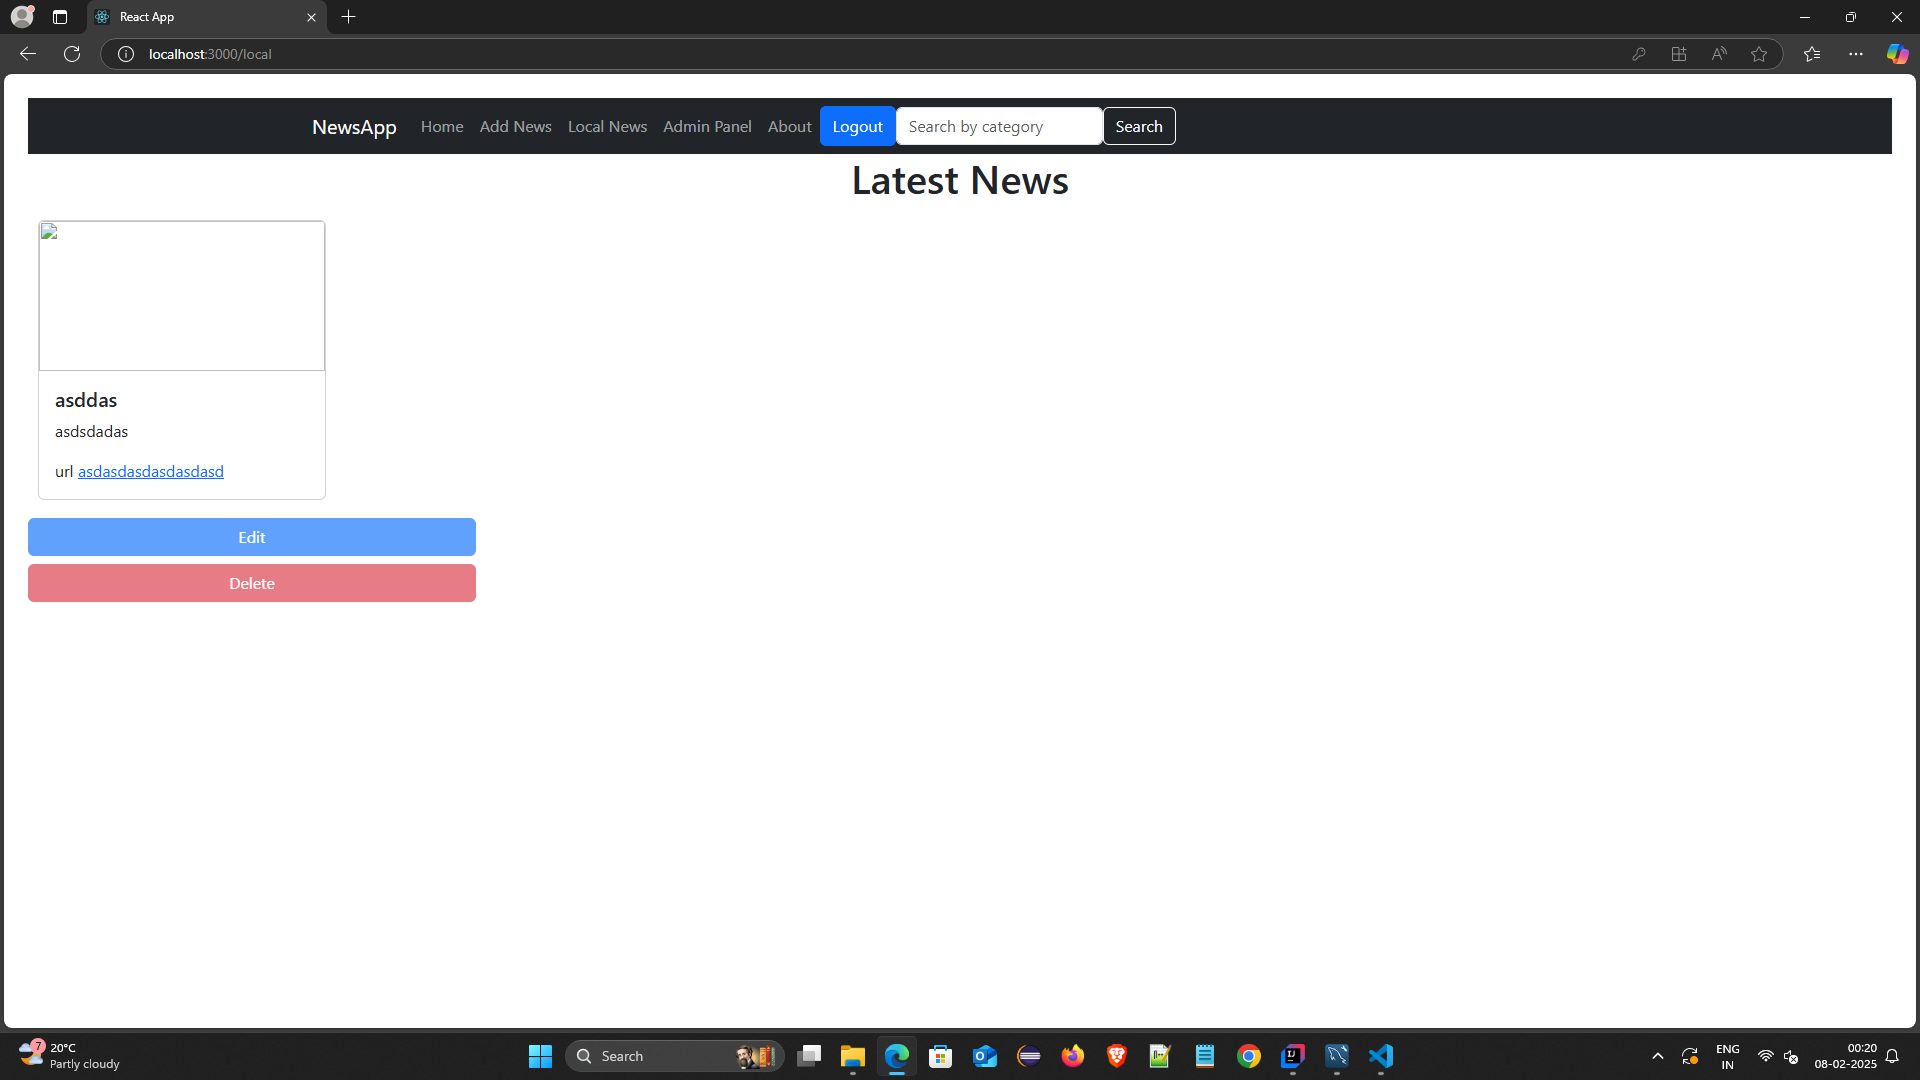 React App
localhost:3000/local
NewsApp Home Add News Local News Admin Panel About Logout Search by category Search
Latest News
asddas
asdsdadas
url asdasdasdasdasdasd
Edit
Delete
7
20°C
Partly cloudy
Search
ENG
IN
00:20
08-02-2025